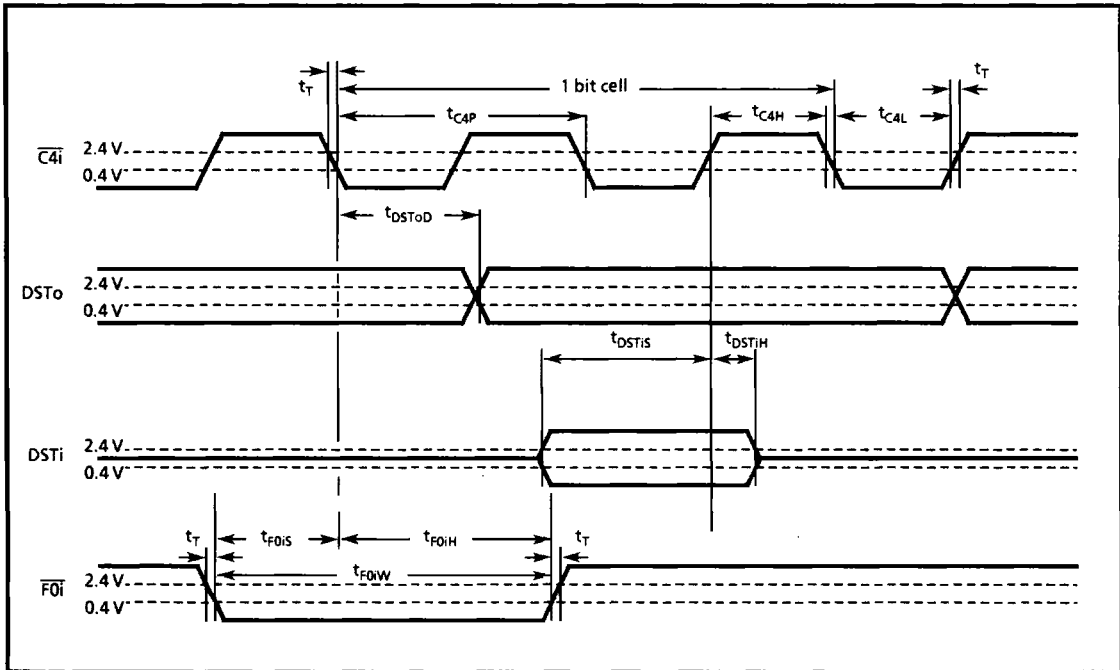 t_T 1 bit cell t_T
t_C4P t_C4H t_C4L
C4i 2.4 V
0.4 V
t_DSToD
DSTo 2.4 V
0.4 V
t_DSTiS t_DSTiH
DSTi 2.4 V
0.4 V
t_T t_F0iS t_F0iH t_T
t_F0iW
F0i 2.4 V
0.4 V